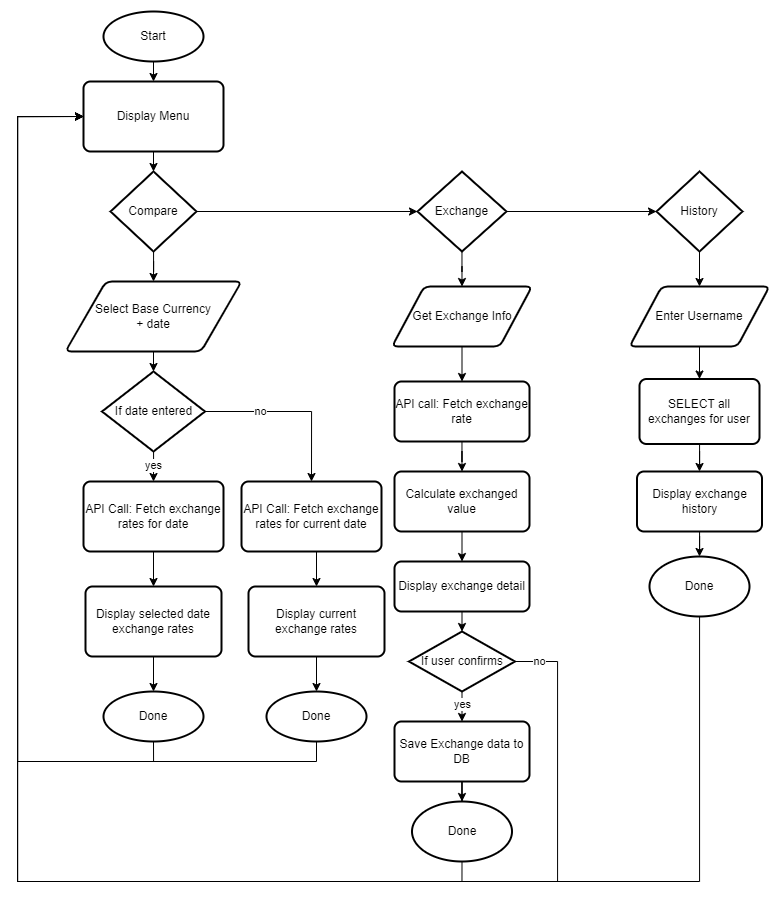 Start
Display Menu
Compare
Exchange
History
Select Base Currency
+ date
Get Exchange Info
Enter Username
If date entered
no
yes
API call: Fetch exchange
rate
SELECT all
exchanges for user
API Call: Fetch exchange
rates for date
API Call: Fetch exchange
rates for current date
Calculate exchanged
value
Display exchange
history
Display selected date
exchange rates
Display current
exchange rates
Display exchange detail
Done
If user confirms
no
yes
Done
Done
Save Exchange data to
DB
Done